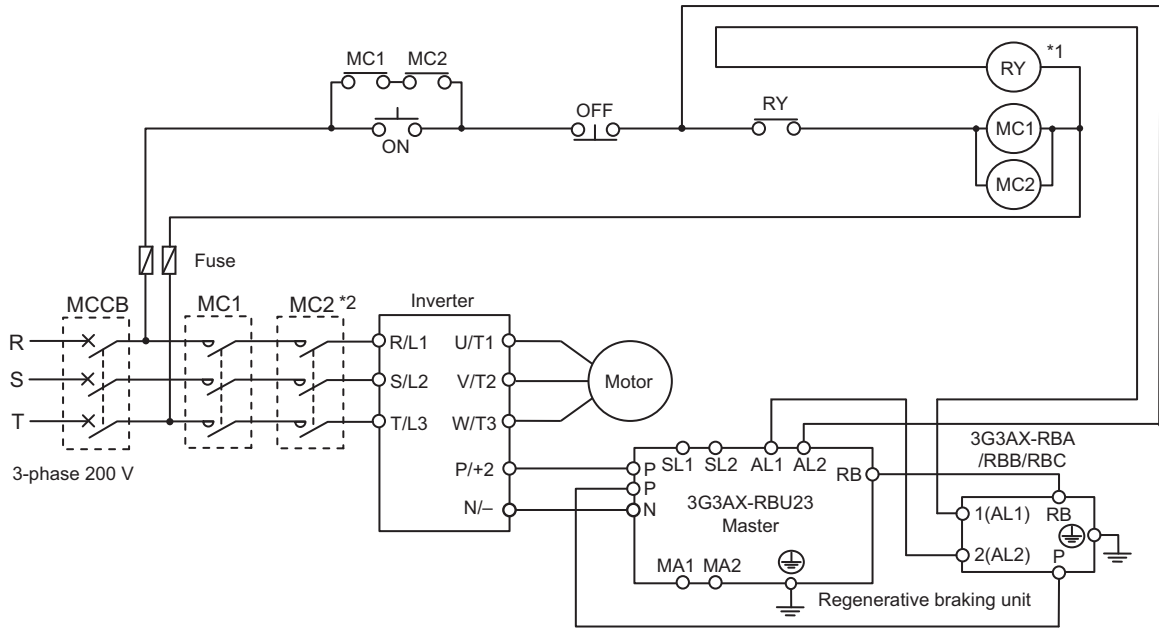 RY *1
MC1 MC2
OFF
RY
ON
MC1
MC2
Fuse
MCCB
MC1
MC2 *2
Inverter
R
S
T
R/L1
S/L2
T/L3
U/T1
V/T2
W/T3
P/+2
N/–
Motor
3-phase 200 V
SL1 SL2 AL1 AL2
P
P
N
RB
3G3AX-RBU23
Master
MA1 MA2
Regenerative braking unit
3G3AX-RBA
/RBB/RBC
1(AL1)
2(AL2)
RB
P